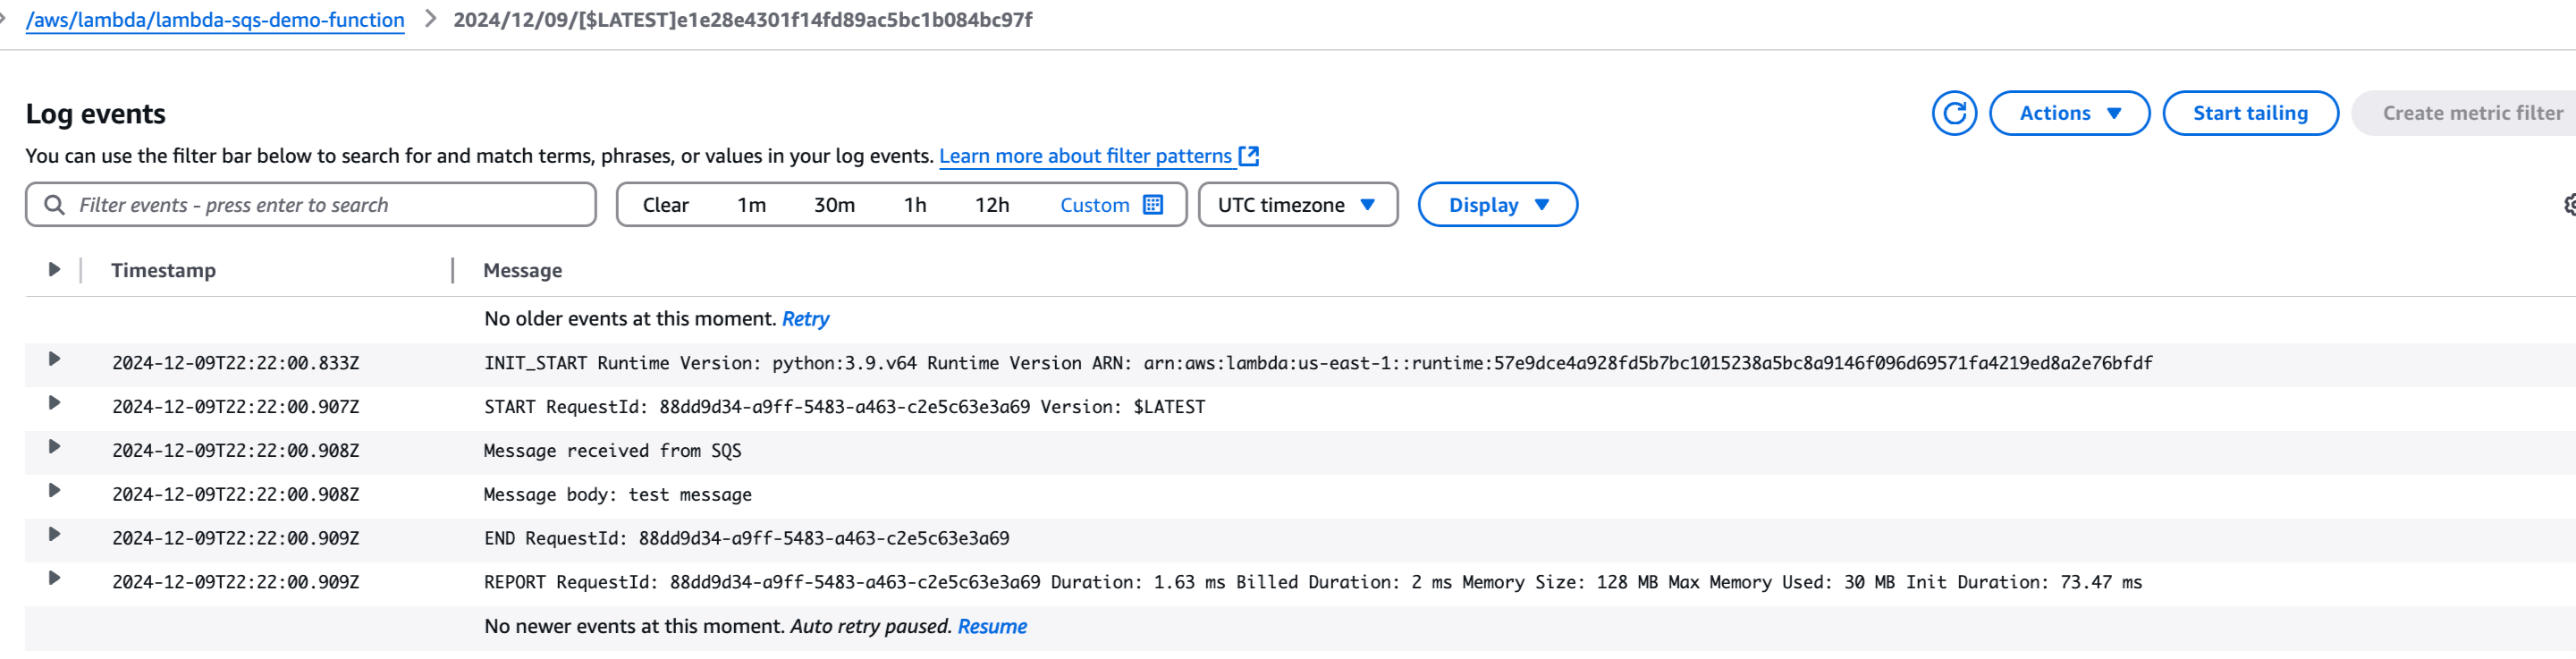 /aws/lambda/lambda-sqs-demo-function > 2024/12/09/[$LATEST]e1e28e4301f14fd89ac5bc1b084bc97f
Log events
Actions Start tailing Create metric filter
You can use the filter bar below to search for and match terms, phrases, or values in your log events. Learn more about filter patterns
Filter events - press enter to search Clear 1m 30m 1h 12h Custom UTC timezone Display
Timestamp Message
No older events at this moment. Retry
2024-12-09T22:22:00.833Z INIT_START Runtime Version: python:3.9.v64 Runtime Version ARN: arn:aws:lambda:us-east-1::runtime:57e9dce4a928fd5b7bc1015238a5bc8a9146f096d69571fa4219ed8a2e76bfdf
2024-12-09T22:22:00.907Z START RequestId: 88dd9d34-a9ff-5483-a463-c2e5c63e3a69 Version: $LATEST
2024-12-09T22:22:00.908Z Message received from SQS
2024-12-09T22:22:00.908Z Message body: test message
2024-12-09T22:22:00.909Z END RequestId: 88dd9d34-a9ff-5483-a463-c2e5c63e3a69
2024-12-09T22:22:00.909Z REPORT RequestId: 88dd9d34-a9ff-5483-a463-c2e5c63e3a69 Duration: 1.63 ms Billed Duration: 2 ms Memory Size: 128 MB Max Memory Used: 30 MB Init Duration: 73.47 ms
No newer events at this moment. Auto retry paused. Resume